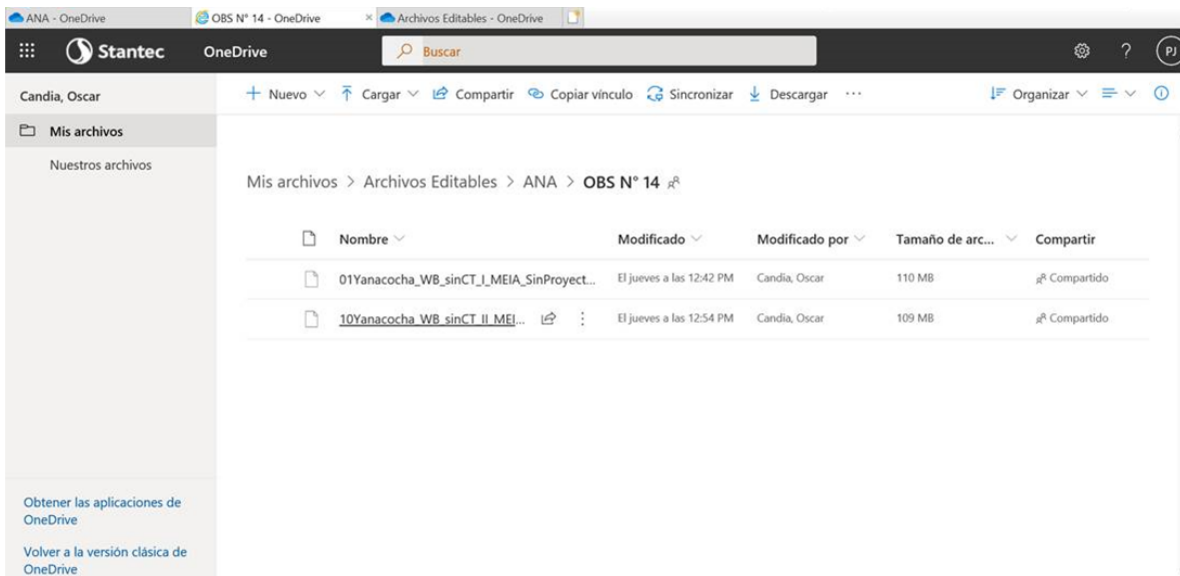 ANA - OneDrive OBS N° 14 - OneDrive × Archivos Editables - OneDrive
Stantec OneDrive Buscar ? PJ
Candia, Oscar
Nuevo Cargar Compartir Copiar vínculo Sincronizar Descargar ··· Organizar
Mis archivos
Nuestros archivos
Mis archivos > Archivos Editables > ANA > OBS N° 14
Nombre Modificado Modificado por Tamaño de arc... Compartir
01Yanacocha_WB_sinCT_I_MEIA_SinProyect... El jueves a las 12:42 PM Candia, Oscar 110 MB Compartido
10Yanacocha_WB_sinCT_II_MEI... El jueves a las 12:54 PM Candia, Oscar 109 MB Compartido
Obtener las aplicaciones de
OneDrive
Volver a la versión clásica de
OneDrive